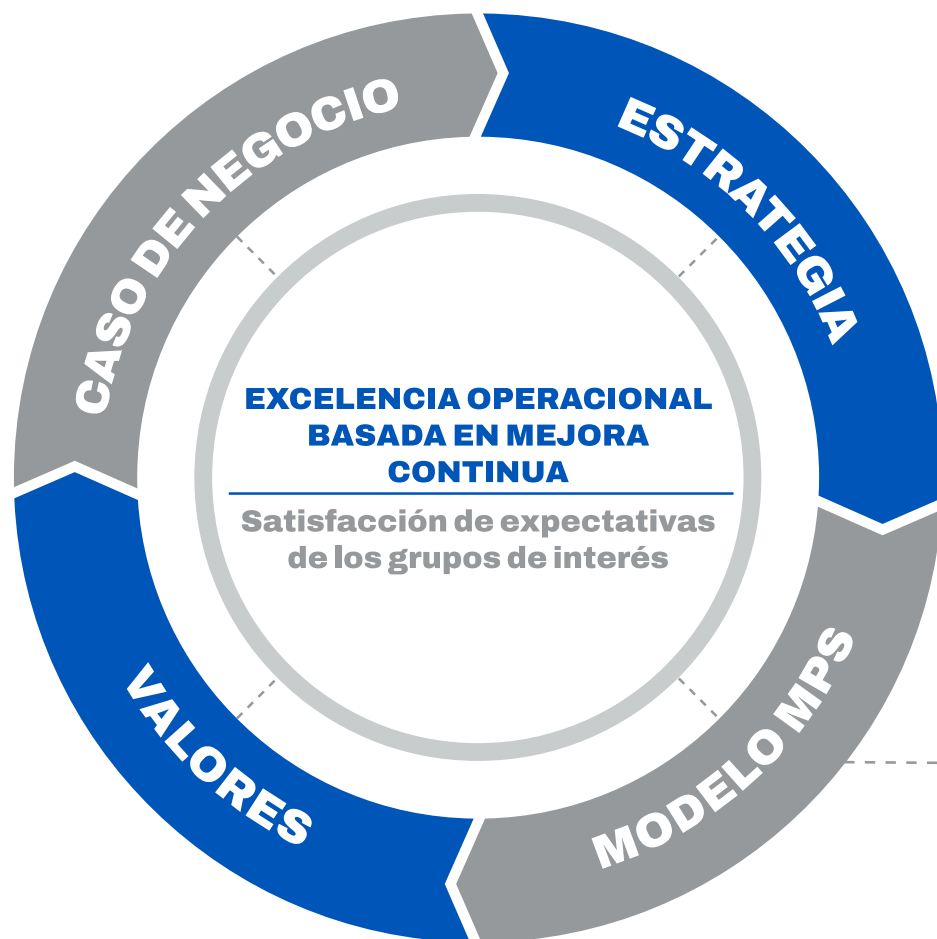 CASO DE NEGOCIO
ESTRATEGIA
EXCELENCIA OPERACIONAL
BASADA EN MEJORA
CONTINUA
Satisfacción de expectativas
de los grupos de interés
VALORES
MODELO MPS